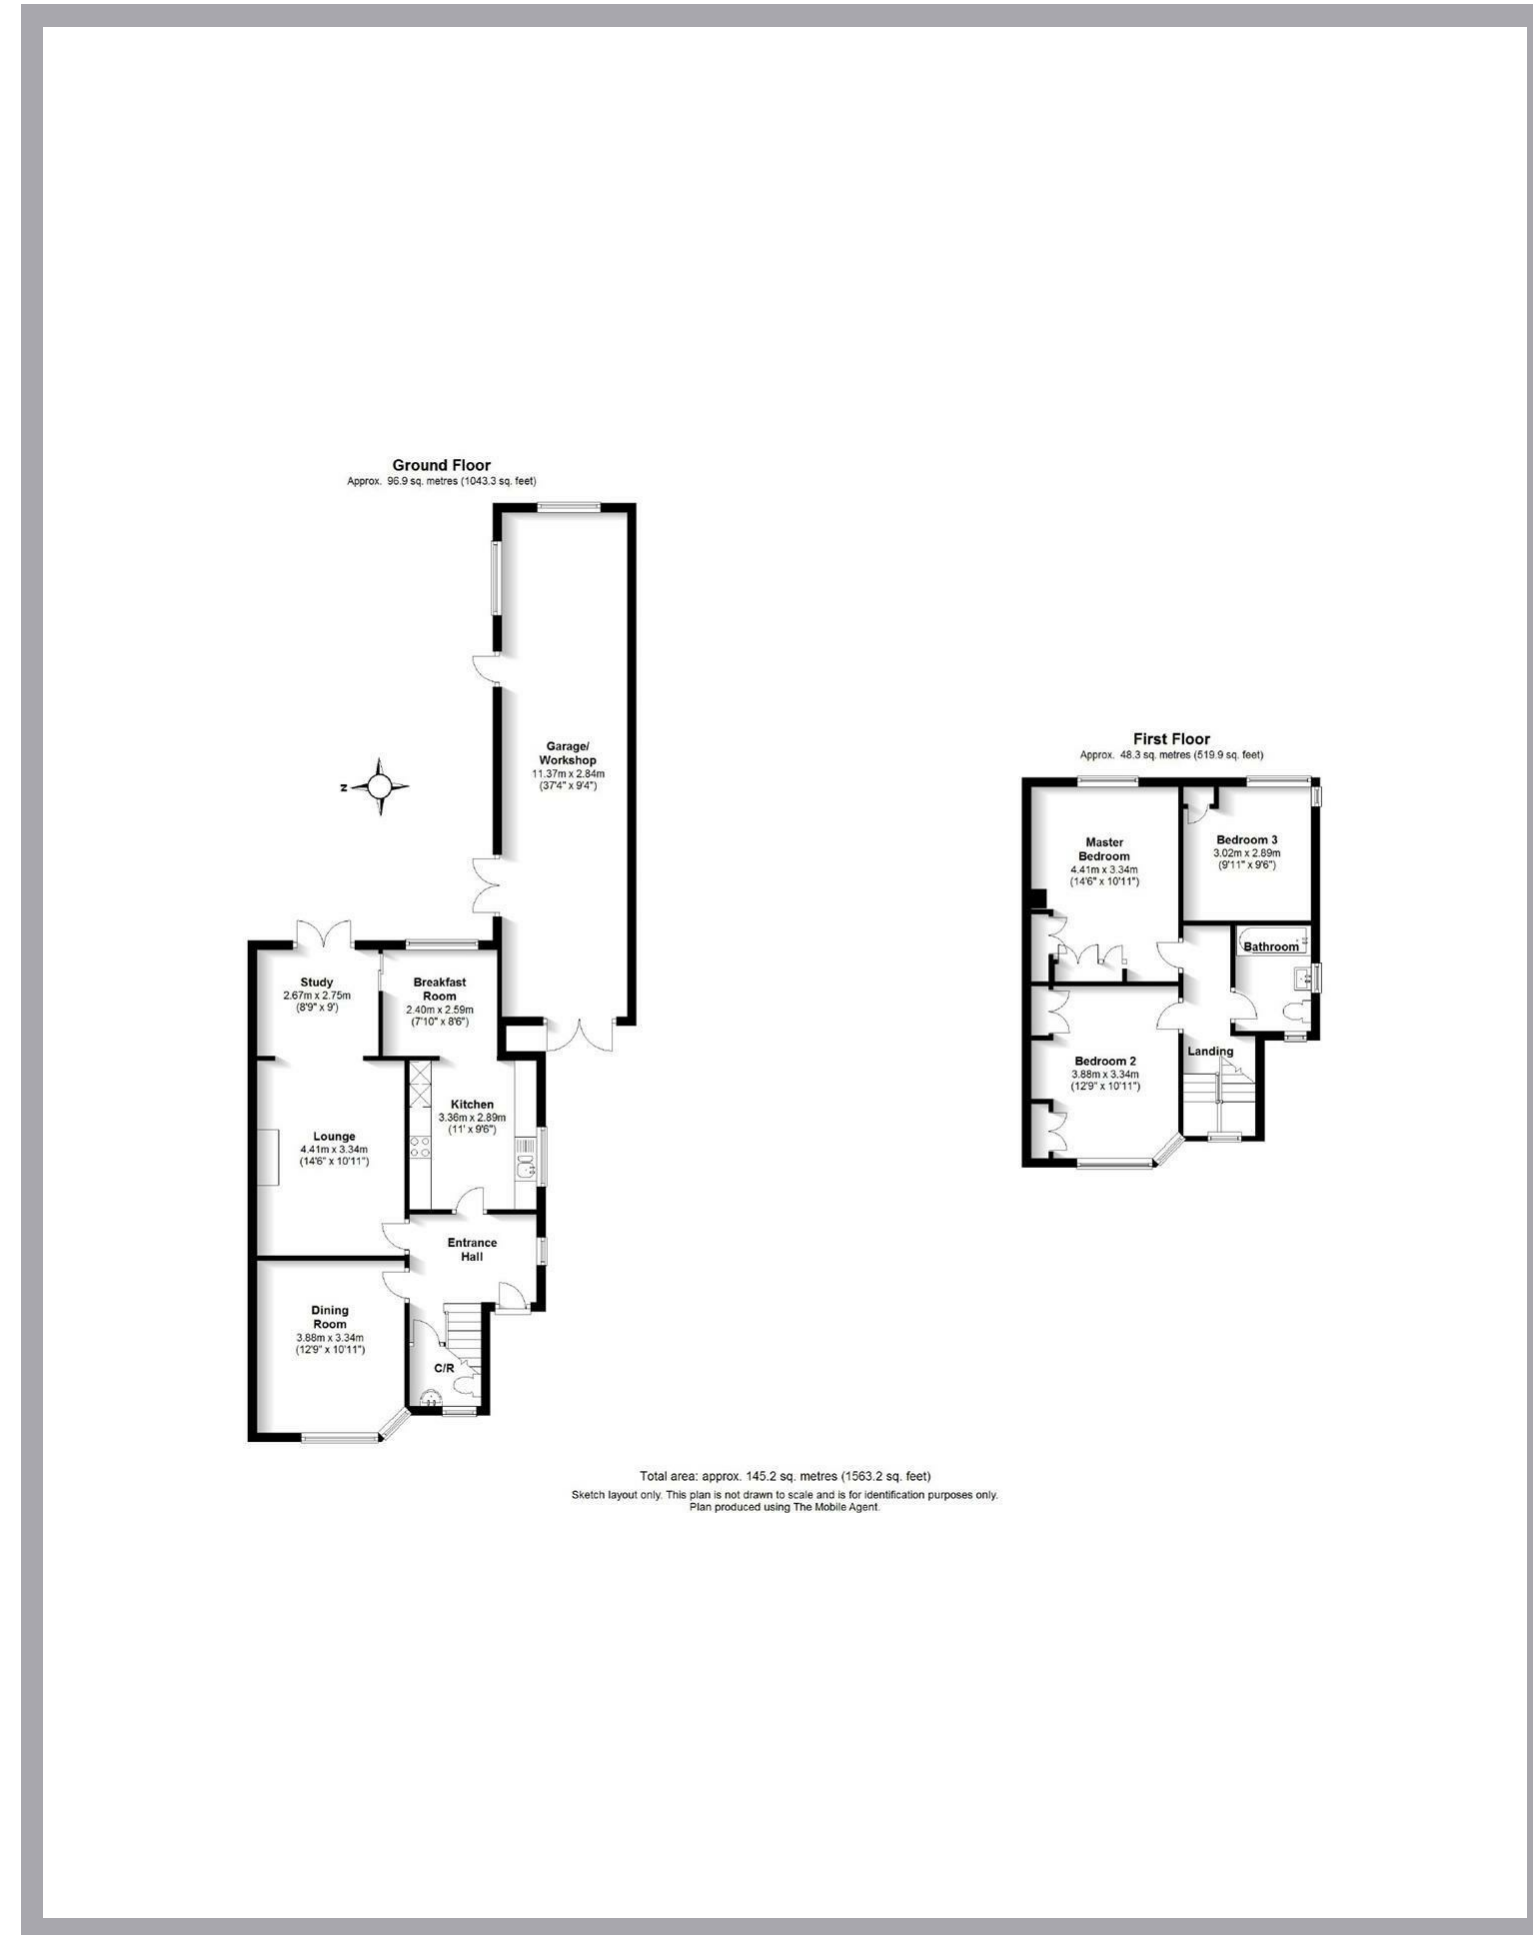 Ground Floor
Approx. 96.9 sq. metres (1043.3 sq. feet)
Garage/
Workshop
11.37m x 2.84m
(37'4" x 9'4")
Z
Study
2.67m x 2.75m
(8'9" x 9')
Breakfast
Room
2.40m x 2.59m
(7'10" x 8'6")
Kitchen
3.36m x 2.89m
(11' x 9'6")
Lounge
4.41m x 3.34m
(14'6" x 10'11")
Entrance
Hall
Dining
Room
3.88m x 3.34m
(12'9" x 10'11")
C/R
First Floor
Approx. 48.3 sq. metres (519.9 sq. feet)
Master
Bedroom
4.41m x 3.34m
(14'6" x 10'11")
Bedroom 3
3.02m x 2.89m
(9'11" x 9'6")
Bathroom
Landing
Bedroom 2
3.88m x 3.34m
(12'9" x 10'11")
Total area: approx. 145.2 sq. metres (1563.2 sq. feet)
Sketch layout only. This plan is not drawn to scale and is for identification purposes only.
Plan produced using The Mobile Agent.